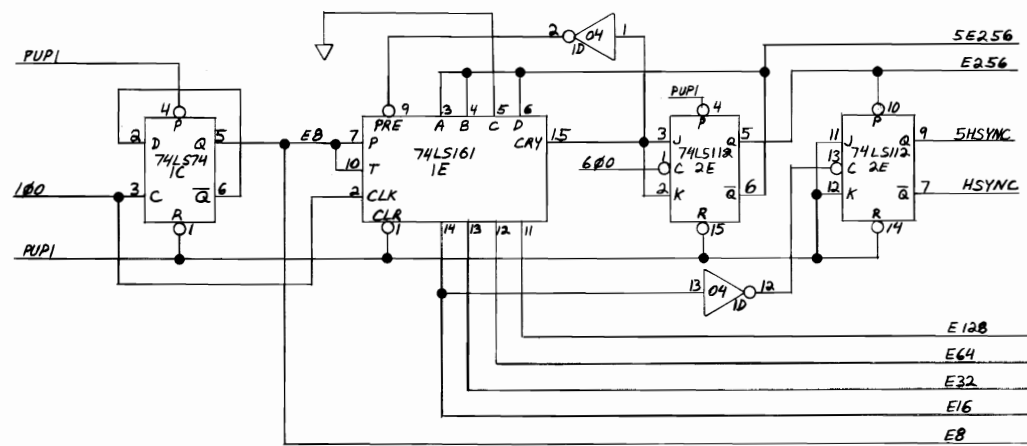 5E256
E256
2 1D 04 1
PUP1
4 P
2 D Q 5
74LS74
1C
1Ø0 3 C Q̅ 6
R
1
E8
9 3 4 5 6
PRE A B C D
7 P CRY 15
74LS161
10 T 1E
2 CLK
CLR
1 14 13 12 11
PUP1
4 P
3 J Q 5
6Ø0 1 C 74LS112
2E
2 K Q̅ 6
R
15
10
P
11 J Q 9 5HSYNC
13 C 74LS112
2E
12 K Q̅ 7 HSYNC
R
14
PUP1
13 04 12
1D
E128
E64
E32
E16
E8